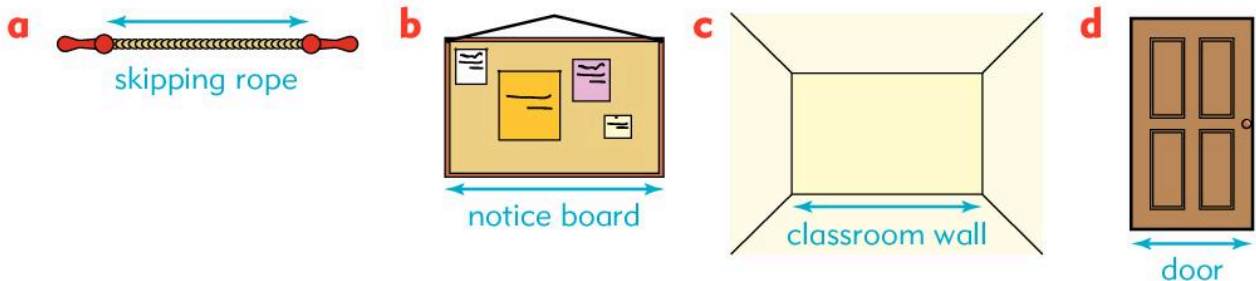 a
skipping rope
b
notice board
c
classroom wall
d
door